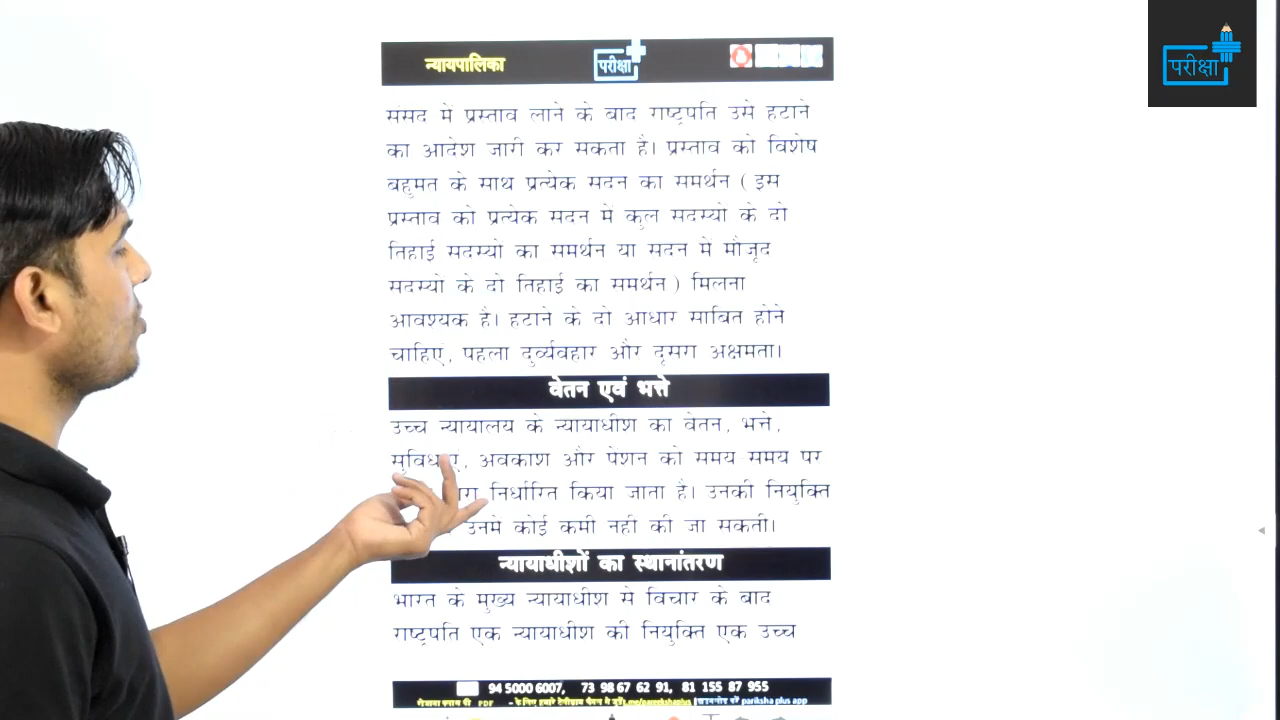 न्यायपालिका
परीक्षा
परीक्षा
संसद में प्रस्ताव लाने के बाद राष्ट्रपति उसे हटाने
का आदेश जारी कर सकता है। प्रस्ताव को विशेष
बहुमत के साथ प्रत्येक सदन का समर्थन ( इस
प्रस्ताव को प्रत्येक सदन में कुल सदस्यो के दो
तिहाई सदस्यो का समर्थन या सदन में मौजूद
सदस्यो के दो तिहाई का समर्थन ) मिलना
आवश्यक है। हटाने के दो आधार साबित होने
चाहिएं, पहला दुर्व्यवहार और दूसरा अक्षमता।
वेतन एवं भत्ते
उच्च न्यायालय के न्यायाधीश का वेतन, भत्ते,
अवकाश और पेंशन को समय समय पर
निर्धारित किया जाता है। उनकी नियुक्ति
उनमें कोई कमी नही की जा सकती।
न्यायाधीशों का स्थानांतरण
भारत के मुख्य न्यायाधीश से विचार के बाद
राष्ट्रपति एक न्यायाधीश की नियुक्ति एक उच्च
94 5000 6007, 73 98 67 62 91, 81 155 87 955
PDF pariksha plus app